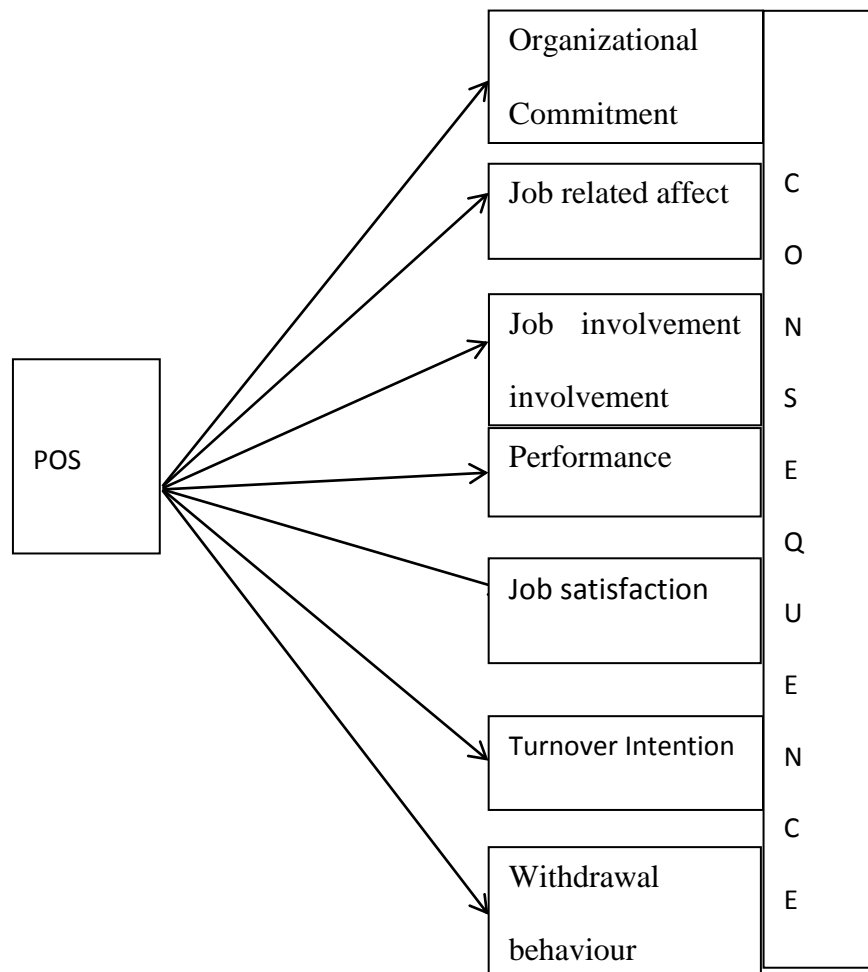 Organizational
Commitment
Job related affect
Job involvement
involvement
POS
Performance
Job satisfaction
Turnover Intention
Withdrawal
behaviour
C
O
N
S
E
Q
U
E
N
C
E